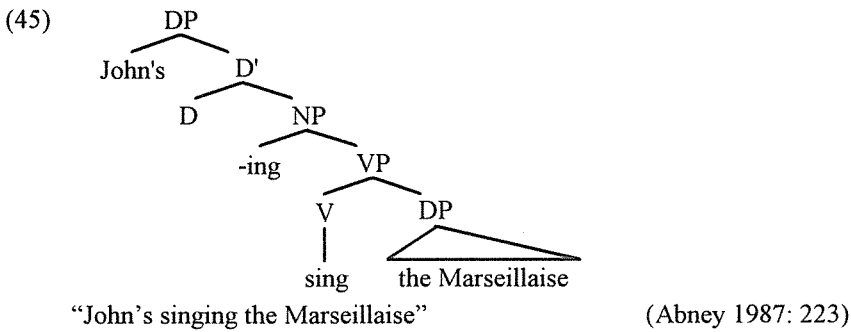 (45) DP
John's D'
D NP
-ing VP
V DP
sing the Marseillaise
“John’s singing the Marseillaise” (Abney 1987: 223)